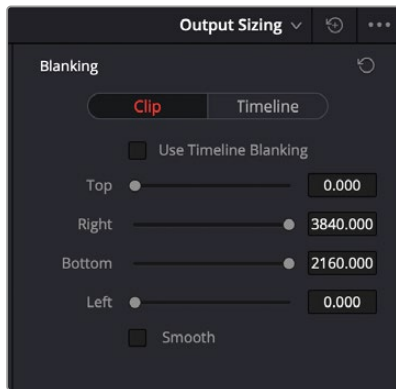 Output Sizing
Blanking
Clip Timeline
Use Timeline Blanking
Top 0.000
Right 3840.000
Bottom 2160.000
Left 0.000
Smooth